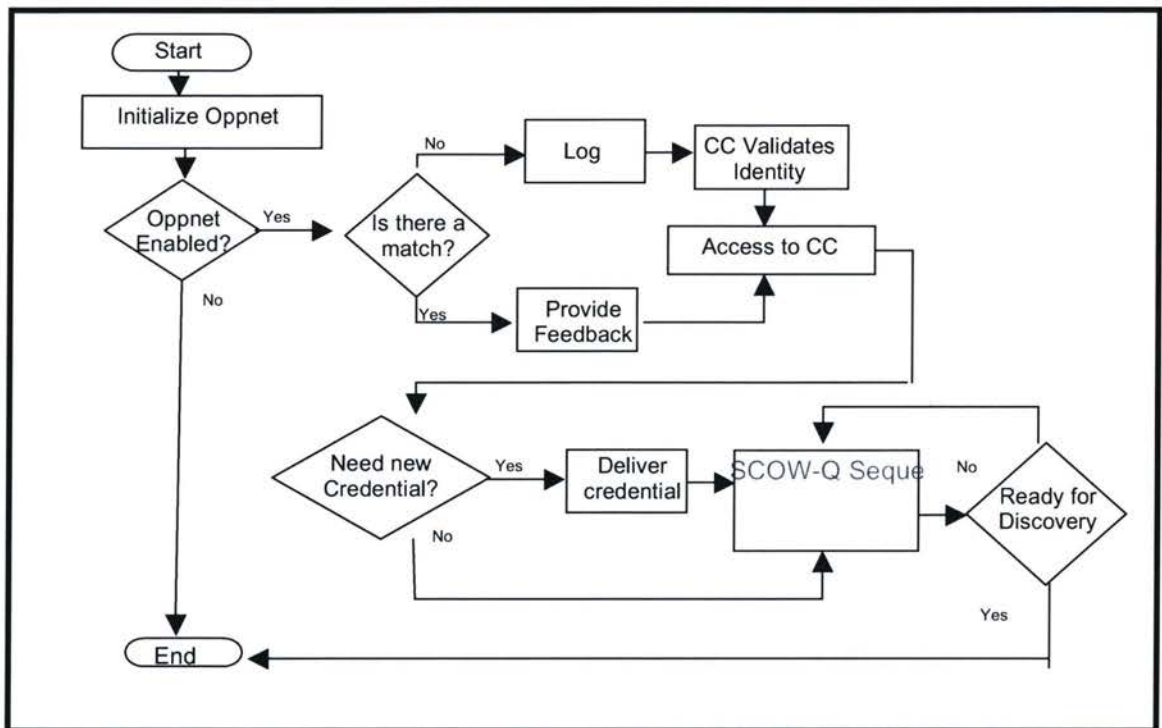 Start
Initialize Oppnet
Oppnet
Enabled?
Yes
No
Is there a
match?
No
Log
CC Validates
Identity
Access to CC
Yes
Provide
Feedback
Need new
Credential?
Yes
Deliver
credential
No
SCOW-Q Seque
Ready for
Discovery
No
Yes
End